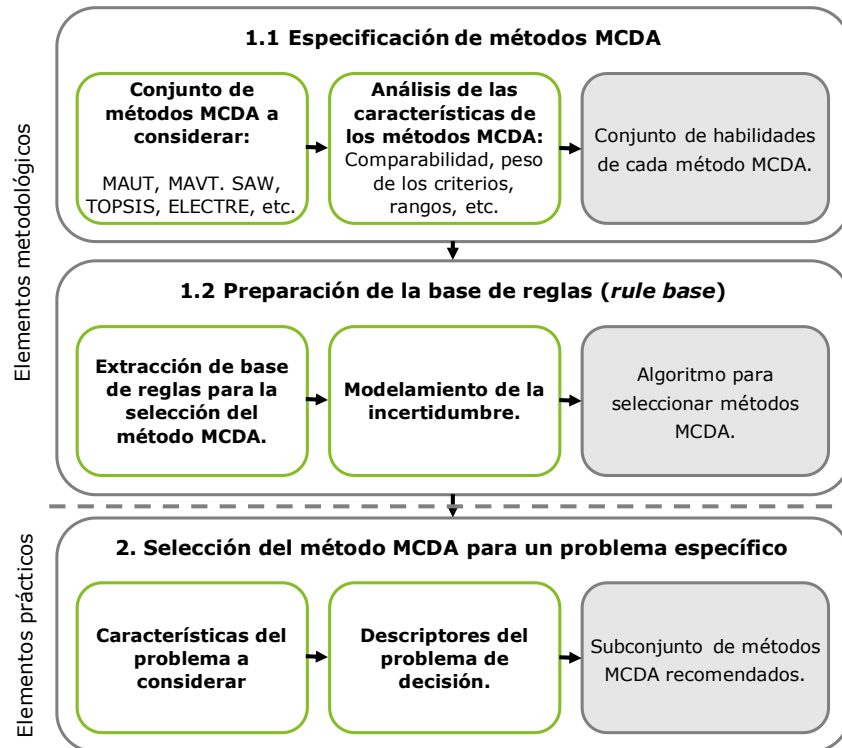 1.1 Especificación de métodos MCDA
Conjunto de
métodos MCDA a
considerar:
MAUT, MAVT. SAW,
TOPSIS, ELECTRE, etc.
Análisis de las
características de
los métodos MCDA:
Comparabilidad, peso
de los criterios,
rangos, etc.
Conjunto de habilidades
de cada método MCDA.
Elementos metodológicos
1.2 Preparación de la base de reglas (rule base)
Extracción de base
de reglas para la
selección del
método MCDA.
Modelamiento de la
incertidumbre.
Algoritmo para
seleccionar métodos
MCDA.
Elementos prácticos
2. Selección del método MCDA para un problema específico
Características del
problema a
considerar
Descriptores del
problema de
decisión.
Subconjunto de métodos
MCDA recomendados.